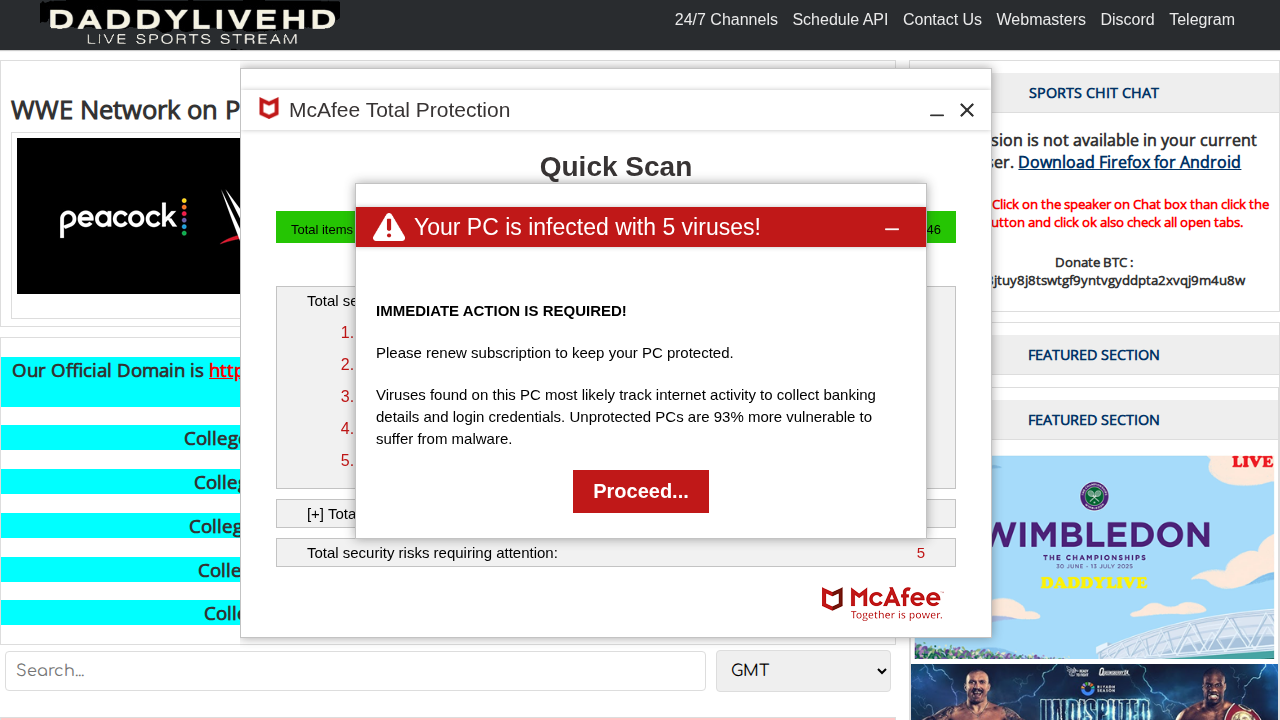 DADDYLIVEHD
LIVE SPORTS STREAM
24/7 Channels Schedule API Contact Us Webmasters Discord Telegram
WWE Network on P
peacock
Our Official Domain is http
College
Colleg
Colleg
Colle
Colle
Search...
GMT
McAfee Total Protection
Quick Scan
Total items
46
Total se
1.
2.
3.
4.
5.
[+] Tota
Total security risks requiring attention: 5
McAfee
Together is power.
Your PC is infected with 5 viruses!
IMMEDIATE ACTION IS REQUIRED!
Please renew subscription to keep your PC protected.
Viruses found on this PC most likely track internet activity to collect banking
details and login credentials. Unprotected PCs are 93% more vulnerable to
suffer from malware.
Proceed...
SPORTS CHIT CHAT
sion is not available in your current
ser. Download Firefox for Android
Click on the speaker on Chat box than click the
utton and click ok also check all open tabs.
Donate BTC :
jtuy8j8tswtgf9yntvgyddpta2xvqj9m4u8w
FEATURED SECTION
FEATURED SECTION
LIVE
WIMBLEDON
THE CHAMPIONSHIPS
30 JUNE - 13 JULY 2025
DADDYLIVE
RIYADH
SEASON
UNDISPUTED